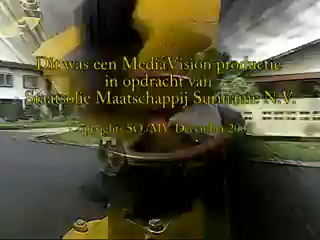 Dit was een MediaVision productie
in opdracht van
Staatsolie Maatschappij Suriname N.V.
Copyright: SO./MV. December